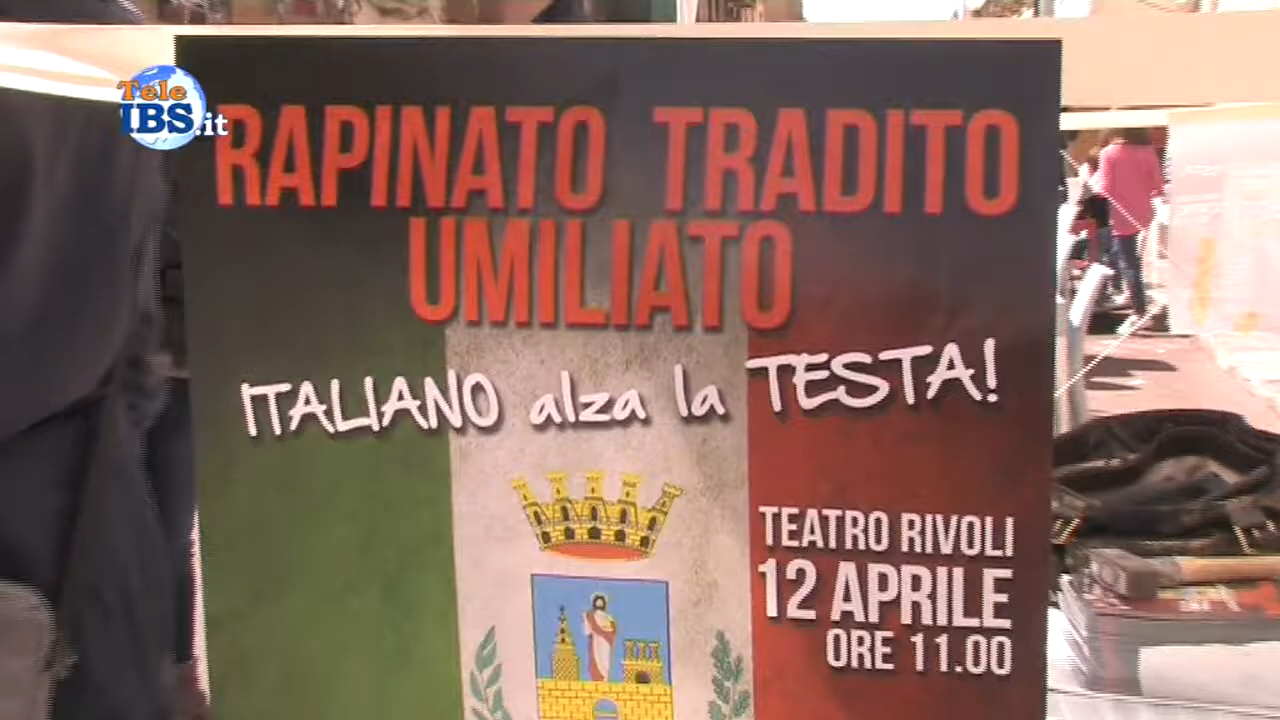 Tele
IBS.it
RAPINATO TRADITO
UMILIATO
ITALIANO alza la TESTA!
TEATRO RIVOLI
12 APRILE
ORE 11.00